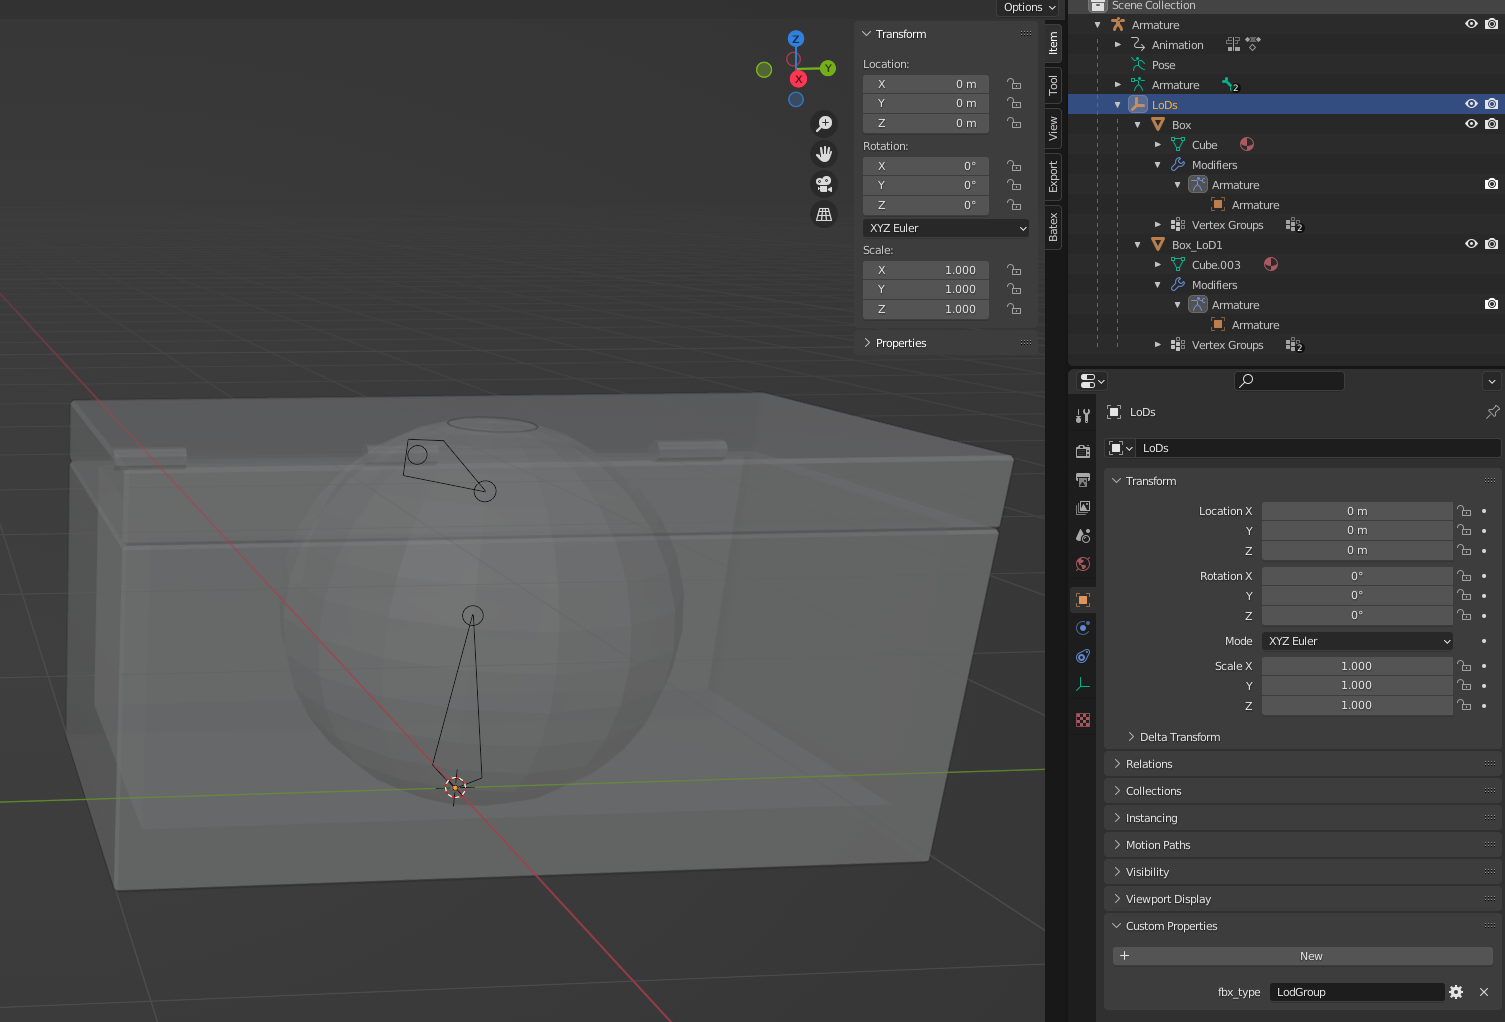 Options
Z
Y
X
Transform
Location:
X 0 m
Y 0 m
Z 0 m
Rotation:
X 0°
Y 0°
Z 0°
XYZ Euler
Scale:
X 1.000
Y 1.000
Z 1.000
Properties
Item
Tool
View
Export
Batex
Scene Collection
Armature
Animation
Pose
Armature 2
LoDs
Box
Cube
Modifiers
Armature
Armature
Vertex Groups 2
Box_LoD1
Cube.003
Modifiers
Armature
Armature
Vertex Groups 2
LoDs
LoDs
Transform
Location X 0 m
Y 0 m
Z 0 m
Rotation X 0°
Y 0°
Z 0°
Mode XYZ Euler
Scale X 1.000
Y 1.000
Z 1.000
Delta Transform
Relations
Collections
Instancing
Motion Paths
Visibility
Viewport Display
Custom Properties
+ New
fbx_type LodGroup